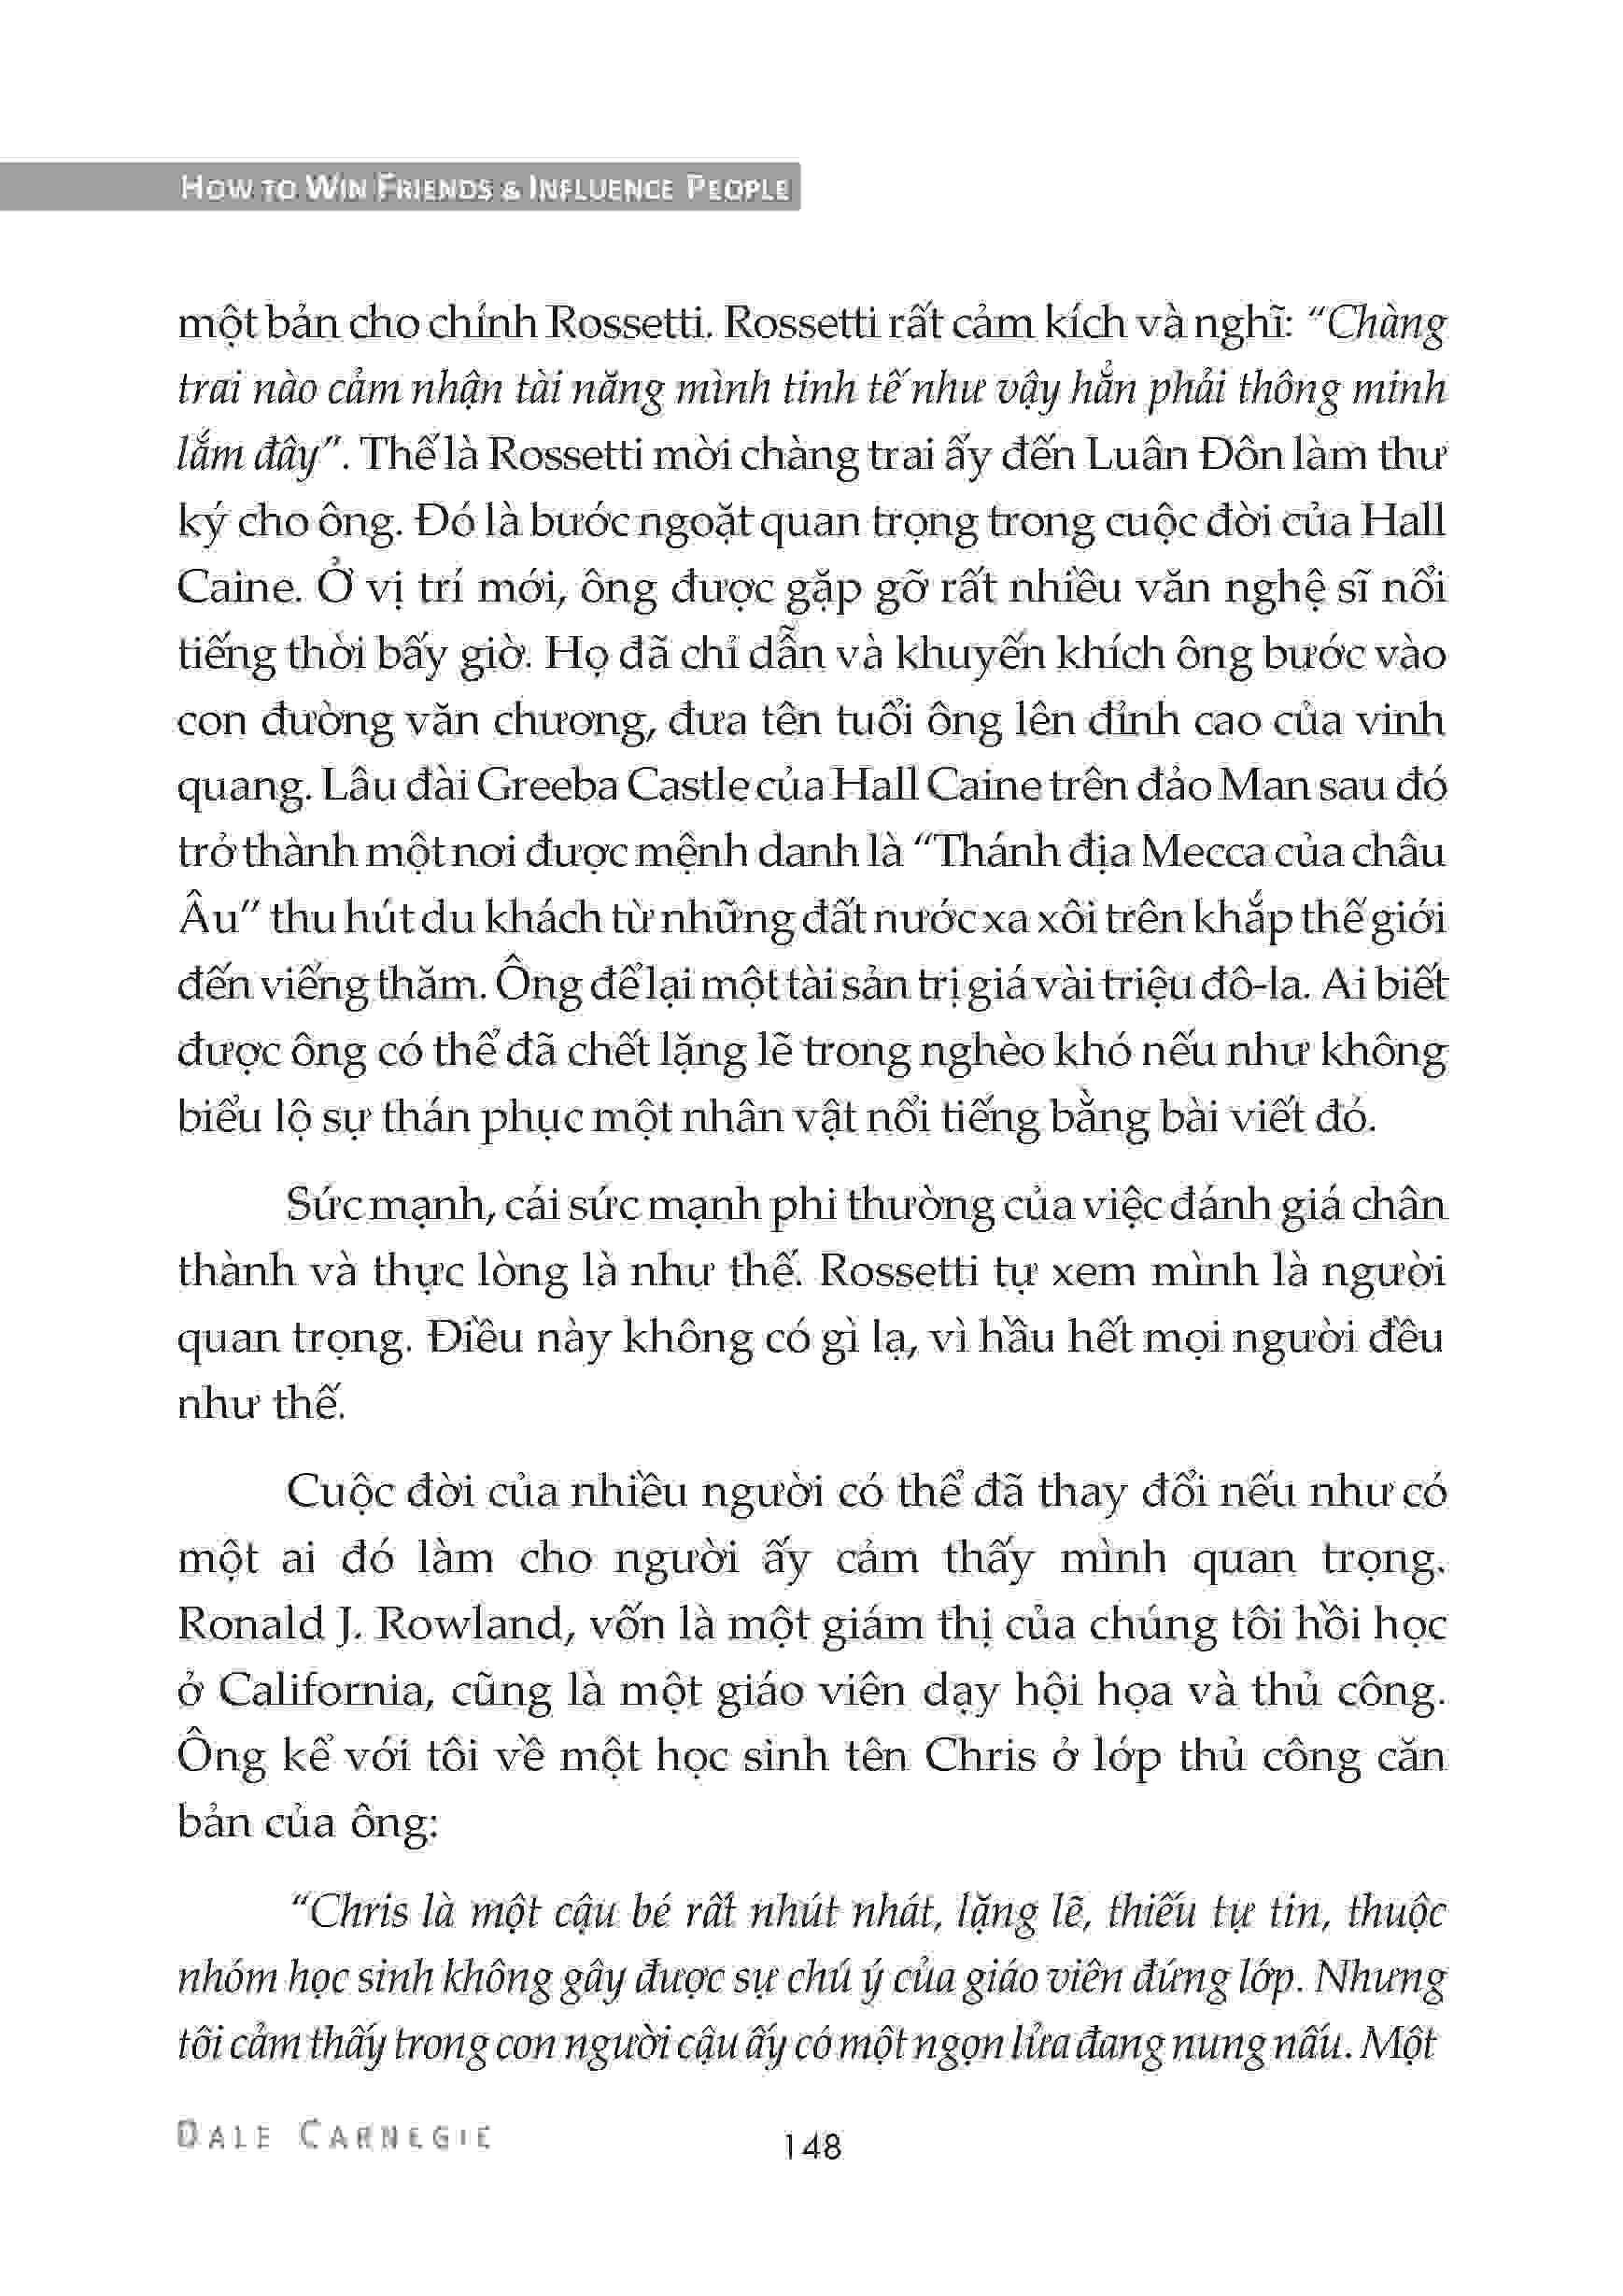 HOW TO WIN FRIENDS & INFLUENCE PEOPLE
một bản cho chính Rossetti. Rossetti rất cảm kích và nghĩ: “Chàng
trai nào cảm nhận tài năng mình tinh tế như vậy hẳn phải thông minh
lắm đây”. Thế là Rossetti mời chàng trai ấy đến Luân Đôn làm thư
ký cho ông. Đó là bước ngoặt quan trọng trong cuộc đời của Hall
Caine. Ở vị trí mới, ông được gặp gỡ rất nhiều văn nghệ sĩ nổi
tiếng thời bấy giờ. Họ đã chỉ dẫn và khuyến khích ông bước vào
con đường văn chương, đưa tên tuổi ông lên đỉnh cao của vinh
quang. Lâu đài Greeba Castle của Hall Caine trên đảo Man sau đó
trở thành một nơi được mệnh danh là “Thánh địa Mecca của châu
Âu” thu hút du khách từ những đất nước xa xôi trên khắp thế giới
đến viếng thăm. Ông để lại một tài sản trị giá vài triệu đô-la. Ai biết
được ông có thể đã chết lặng lẽ trong nghèo khó nếu như không
biểu lộ sự thán phục một nhân vật nổi tiếng bằng bài viết đó.
Sức mạnh, cái sức mạnh phi thường của việc đánh giá chân
thành và thực lòng là như thế. Rossetti tự xem mình là người
quan trọng. Điều này không có gì lạ, vì hầu hết mọi người đều
như thế.
Cuộc đời của nhiều người có thể đã thay đổi nếu như có
một ai đó làm cho người ấy cảm thấy mình quan trọng.
Ronald J. Rowland, vốn là một giám thị của chúng tôi hồi học
ở California, cũng là một giáo viên dạy hội họa và thủ công.
Ông kể với tôi về một học sinh tên Chris ở lớp thủ công căn
bản của ông:
“Chris là một cậu bé rất nhút nhát, lặng lẽ, thiếu tự tin, thuộc
nhóm học sinh không gây được sự chú ý của giáo viên đứng lớp. Nhưng
tôi cảm thấy trong con người cậu ấy có một ngọn lửa đang nung nấu. Một
DALE CARNEGIE
148